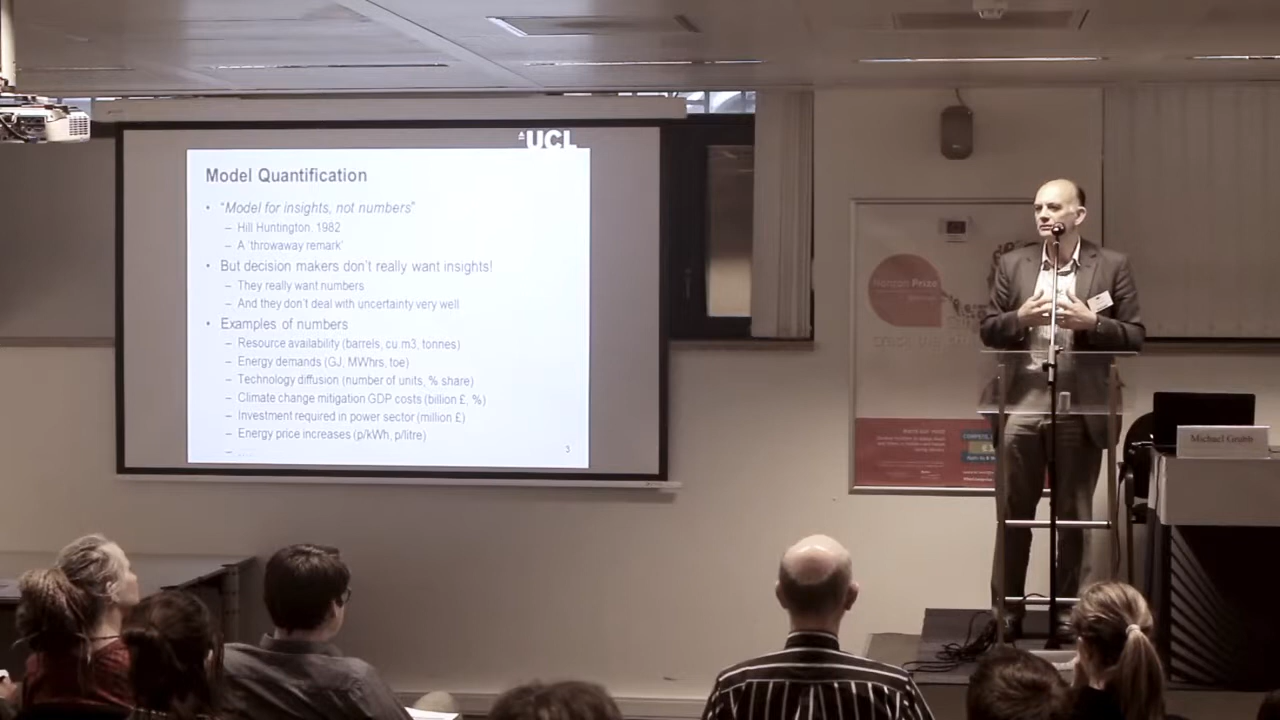 UCL
Model Quantification
• "Model for insights, not numbers"
– Hill Huntington. 1982
– A 'throwaway remark'
• But decision makers don't really want insights!
– They really want numbers
– And they don't deal with uncertainty very well
• Examples of numbers
– Resource availability (barrels, cu m3, tonnes)
– Energy demands (GJ, MWhrs, toe)
– Technology diffusion (number of units, % share)
– Climate change mitigation GDP costs (billion £, %)
– Investment required in power sector (million £)
– Energy price increases (p/kWh, p/litre)
– ....
3
Horizon Prize
Michael Grubb